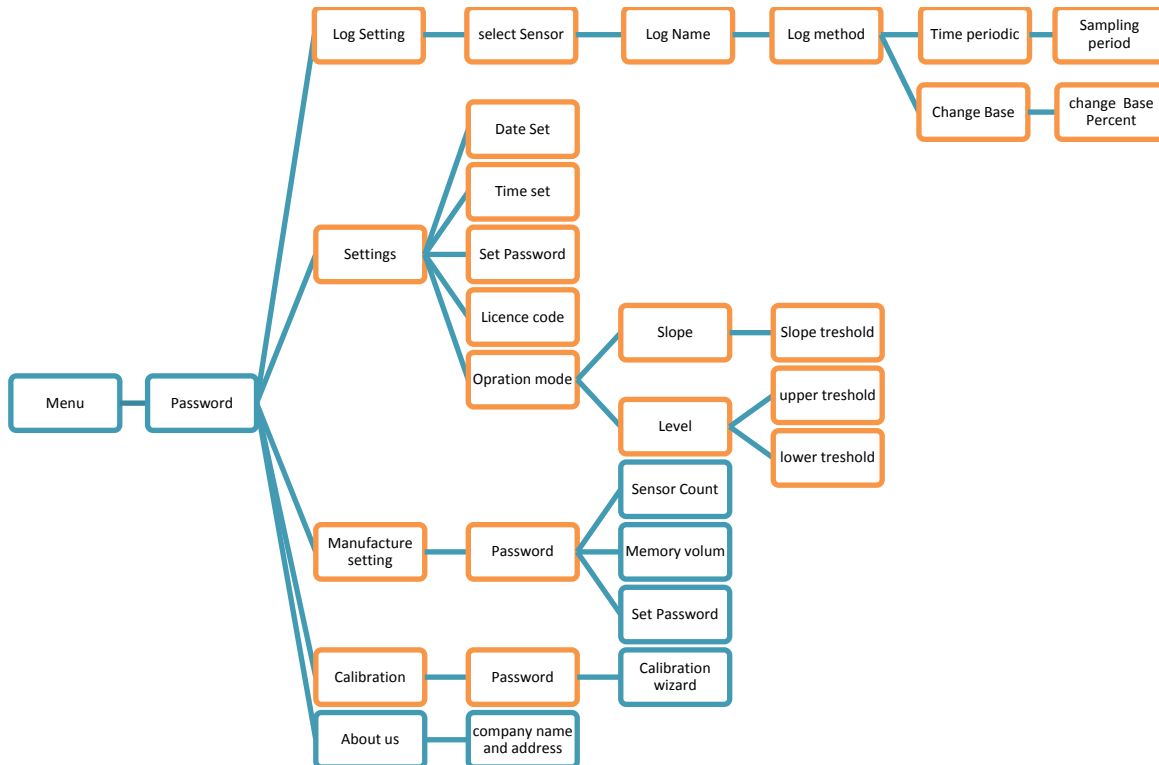 Log Setting
select Sensor
Log Name
Log method
Time periodic
Sampling
period
Change Base
change Base
Percent
Date Set
Time set
Settings
Set Password
Licence code
Opration mode
Slope
Slope treshold
Level
upper treshold
lower treshold
Menu
Password
Manufacture
setting
Password
Sensor Count
Memory volum
Set Password
Calibration
Password
Calibration
wizard
About us
company name
and address